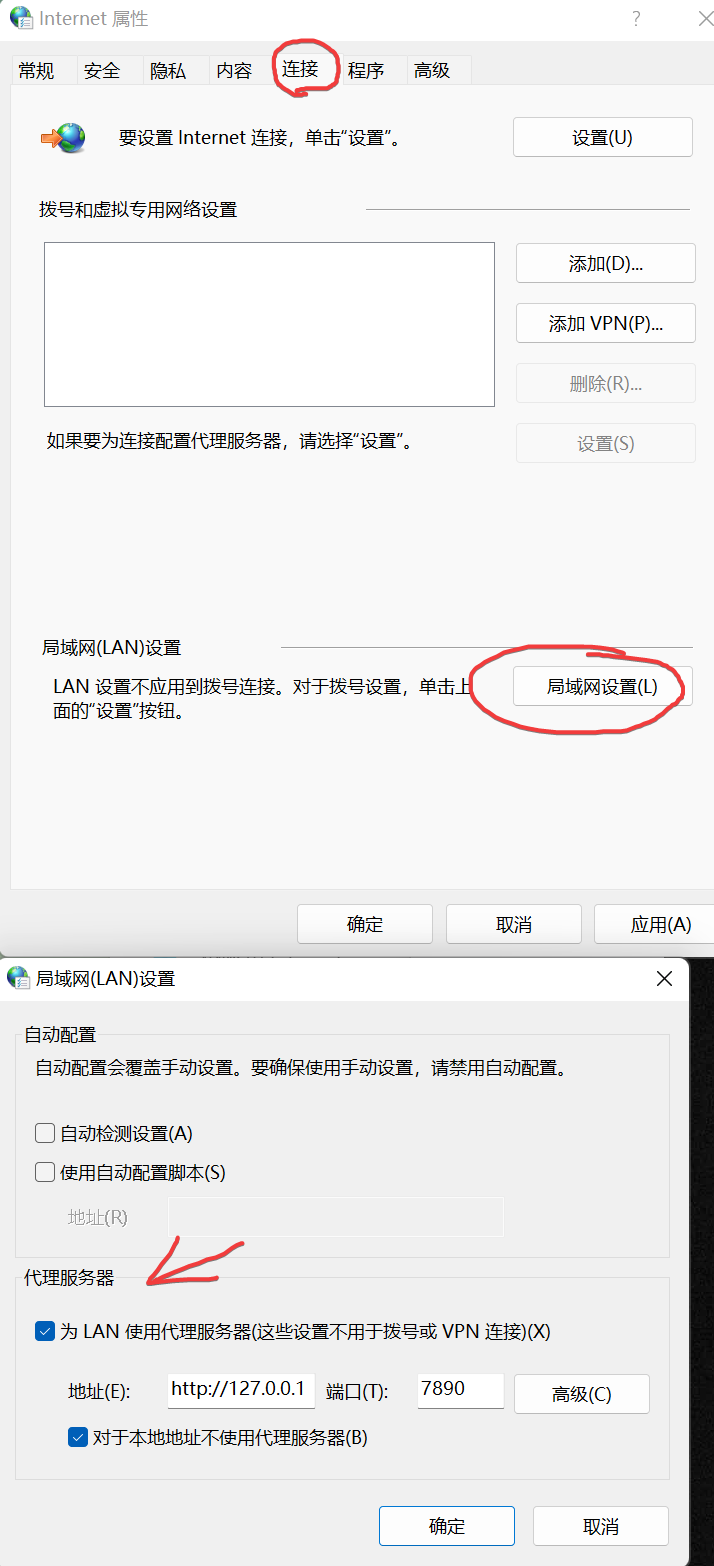 Internet 属性
常规 安全 隐私 内容 连接 程序 高级
要设置 Internet 连接，单击“设置”。
设置(U)
拨号和虚拟专用网络设置
添加(D)...
添加 VPN(P)...
删除(R)...
如果要为连接配置代理服务器，请选择“设置”。
设置(S)
局域网(LAN)设置
LAN 设置不应用到拨号连接。对于拨号设置，单击上
面的“设置”按钮。
局域网设置(L)
确定 取消 应用(A)
局域网(LAN)设置
自动配置
自动配置会覆盖手动设置。要确保使用手动设置，请禁用自动配置。
自动检测设置(A)
使用自动配置脚本(S)
地址(R)
代理服务器
为 LAN 使用代理服务器(这些设置不用于拨号或 VPN 连接)(X)
地址(E): http://127.0.0.1 端口(T): 7890 高级(C)
对于本地地址不使用代理服务器(B)
确定 取消